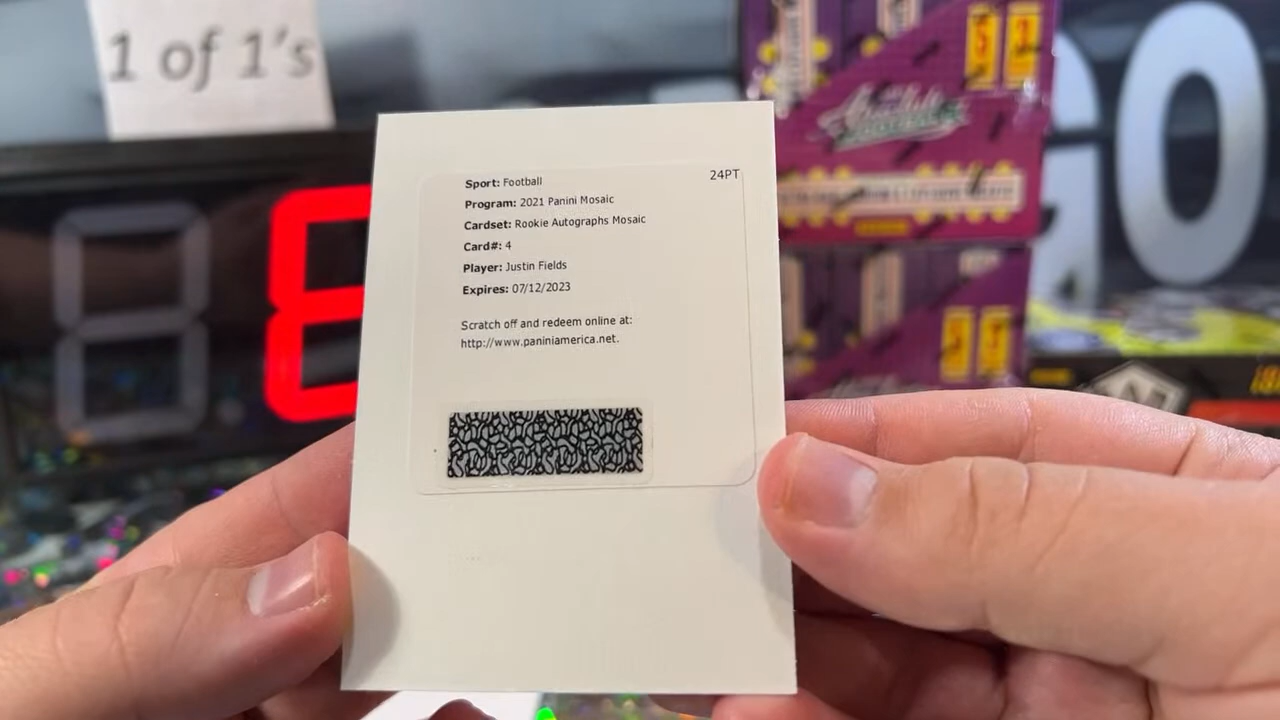 1 of 1's
GO
24PT
Sport: Football
Program: 2021 Panini Mosaic
Cardset: Rookie Autographs Mosaic
Card#: 4
Player: Justin Fields
Expires: 07/12/2023
Scratch off and redeem online at:
http://www.paniniamerica.net.